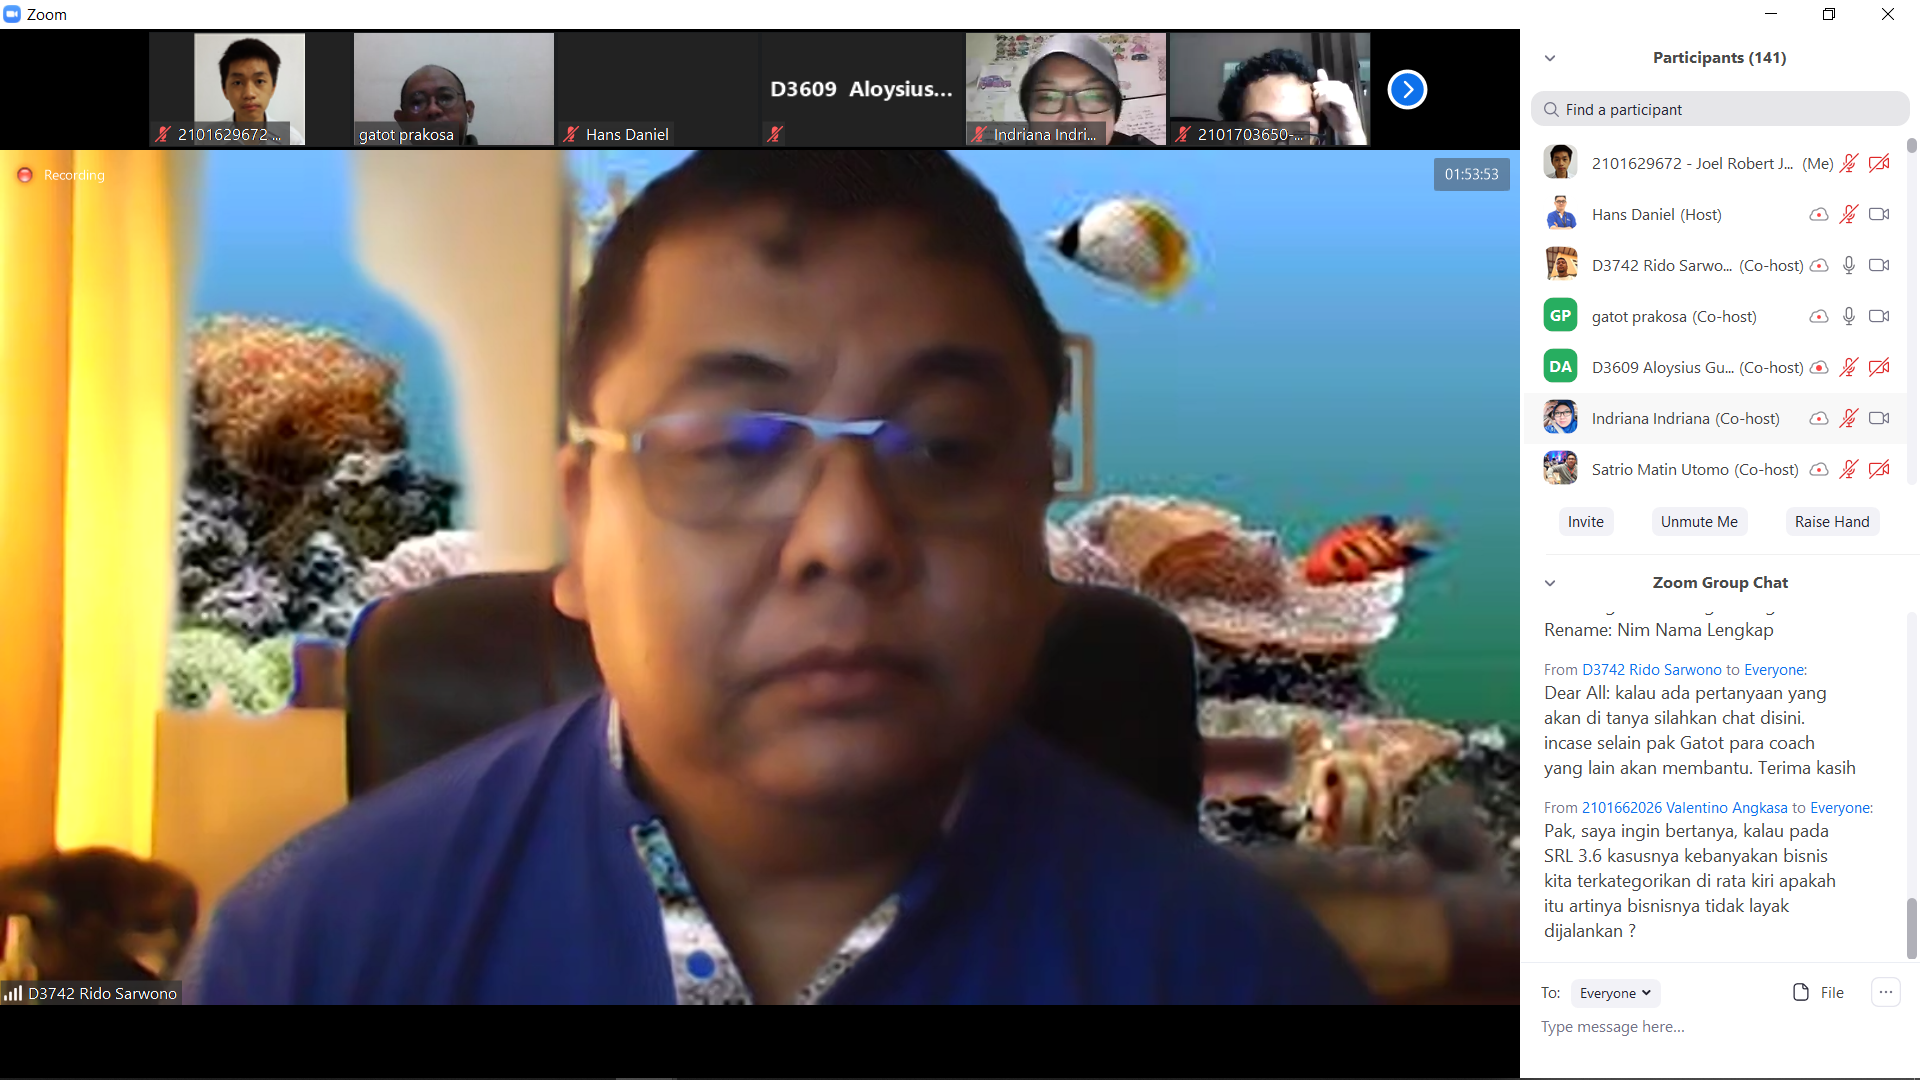 Zoom
2101629672 ...
gatot prakosa
Hans Daniel
D3609 Aloysius...
Indriana Indri...
2101703650-...
Recording
01:53:53
D3742 Rido Sarwono
Participants (141)
Find a participant
2101629672 - Joel Robert J... (Me)
Hans Daniel (Host)
D3742 Rido Sarwo... (Co-host)
GP
gatot prakosa (Co-host)
DA
D3609 Aloysius Gu... (Co-host)
Indriana Indriana (Co-host)
Satrio Matin Utomo (Co-host)
Invite
Unmute Me
Raise Hand
Zoom Group Chat
Rename: Nim Nama Lengkap
From D3742 Rido Sarwono to Everyone:
Dear All: kalau ada pertanyaan yang
akan di tanya silahkan chat disini.
incase selain pak Gatot para coach
yang lain akan membantu. Terima kasih
From 2101662026 Valentino Angkasa to Everyone:
Pak, saya ingin bertanya, kalau pada
SRL 3.6 kasusnya kebanyakan bisnis
kita terkategorikan di rata kiri apakah
itu artinya bisnisnya tidak layak
dijalankan ?
To: Everyone
File
...
Type message here...